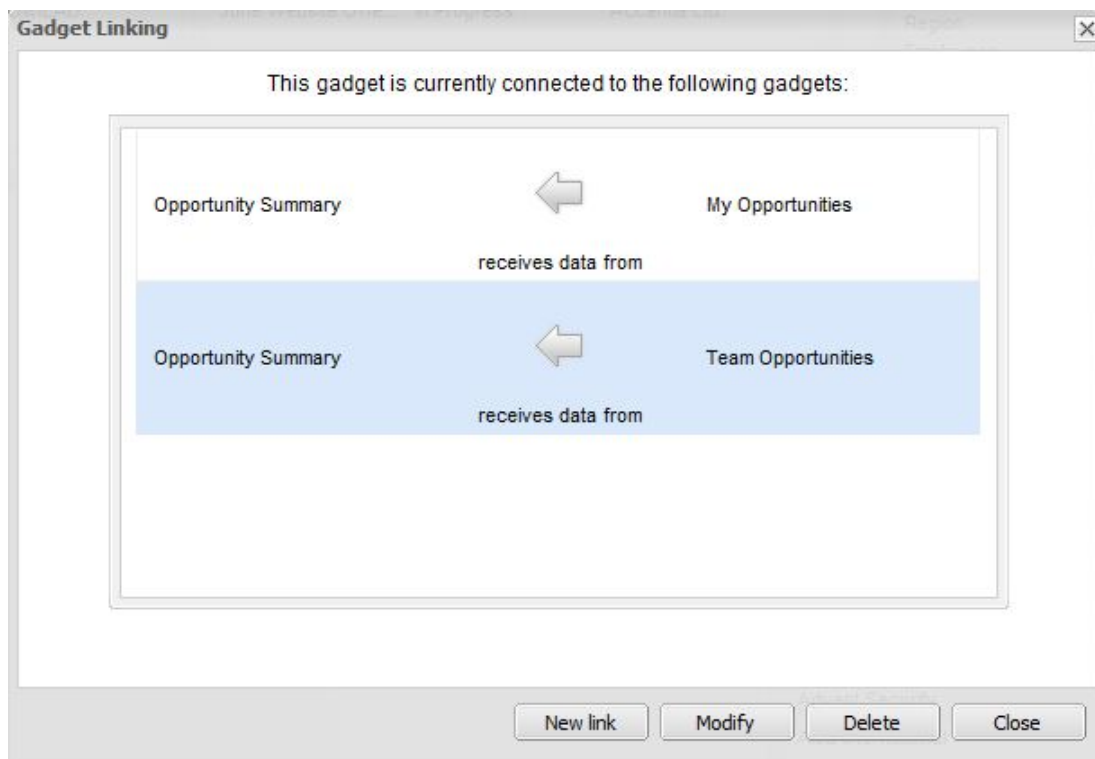 Gadget Linking
This gadget is currently connected to the following gadgets:
Opportunity Summary
My Opportunities
receives data from
Opportunity Summary
Team Opportunities
receives data from
New link
Modify
Delete
Close